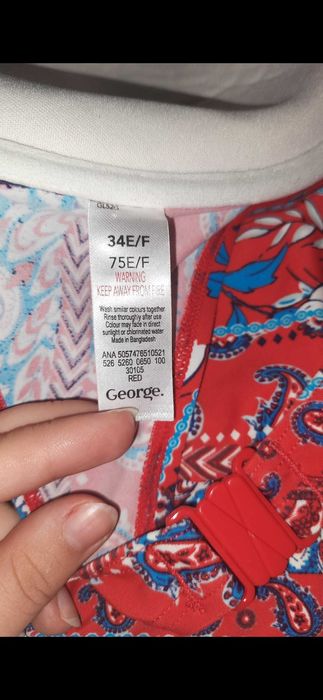 34E/F
75E/F
WARNING
KEEP AWAY FROM FIRE
Wash similar colours together
Rinse thoroughly after use
Colour may fade in direct
sunlight or chlorinated water
Made in Bangladesh
ANA 5057476510521
526 5260 0650 100
30105
RED
George.